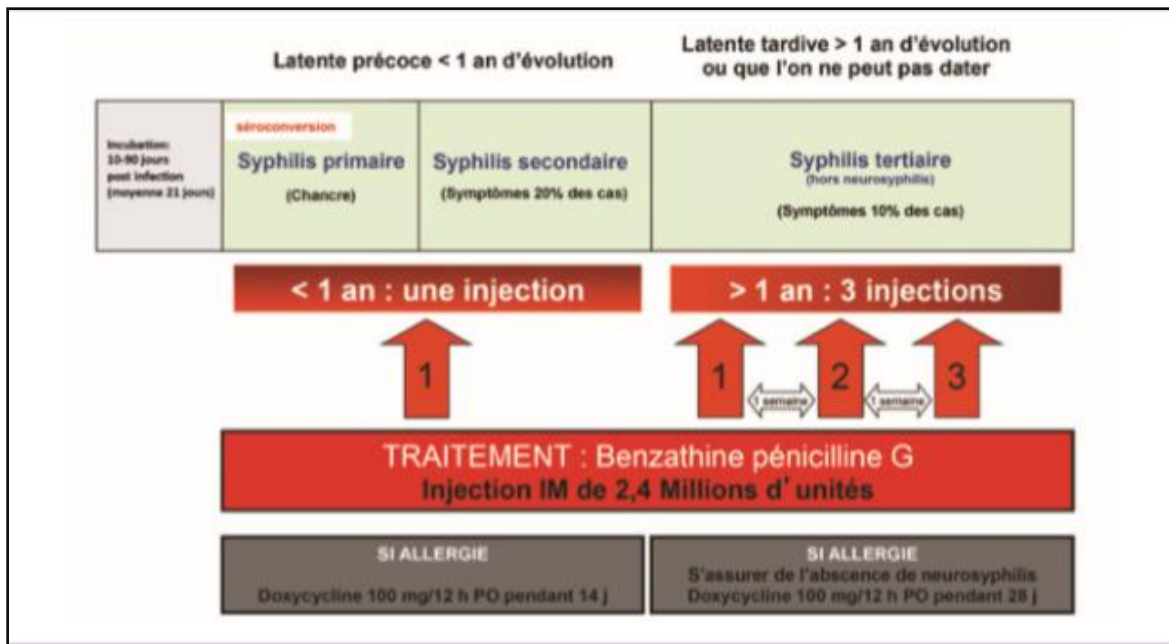 Latente précoce < 1 an d'évolution
Latente tardive > 1 an d'évolution
ou que l'on ne peut pas dater
Incubation:
10-90 jours
post infection
(moyenne 21 jours)
séroconversion
Syphilis primaire
(Chancre)
Syphilis secondaire
(Symptômes 20% des cas)
Syphilis tertiaire
(hors neurosyphilis)
(Symptômes 10% des cas)
< 1 an : une injection
> 1 an : 3 injections
1
1
1 semaine
2
1 semaine
3
TRAITEMENT : Benzathine pénicilline G
Injection IM de 2,4 Millions d' unités
SI ALLERGIE
Doxycycline 100 mg/12 h PO pendant 14 j
SI ALLERGIE
S'assurer de l'abscence de neurosyphilis
Doxycycline 100 mg/12 h PO pendant 28 j